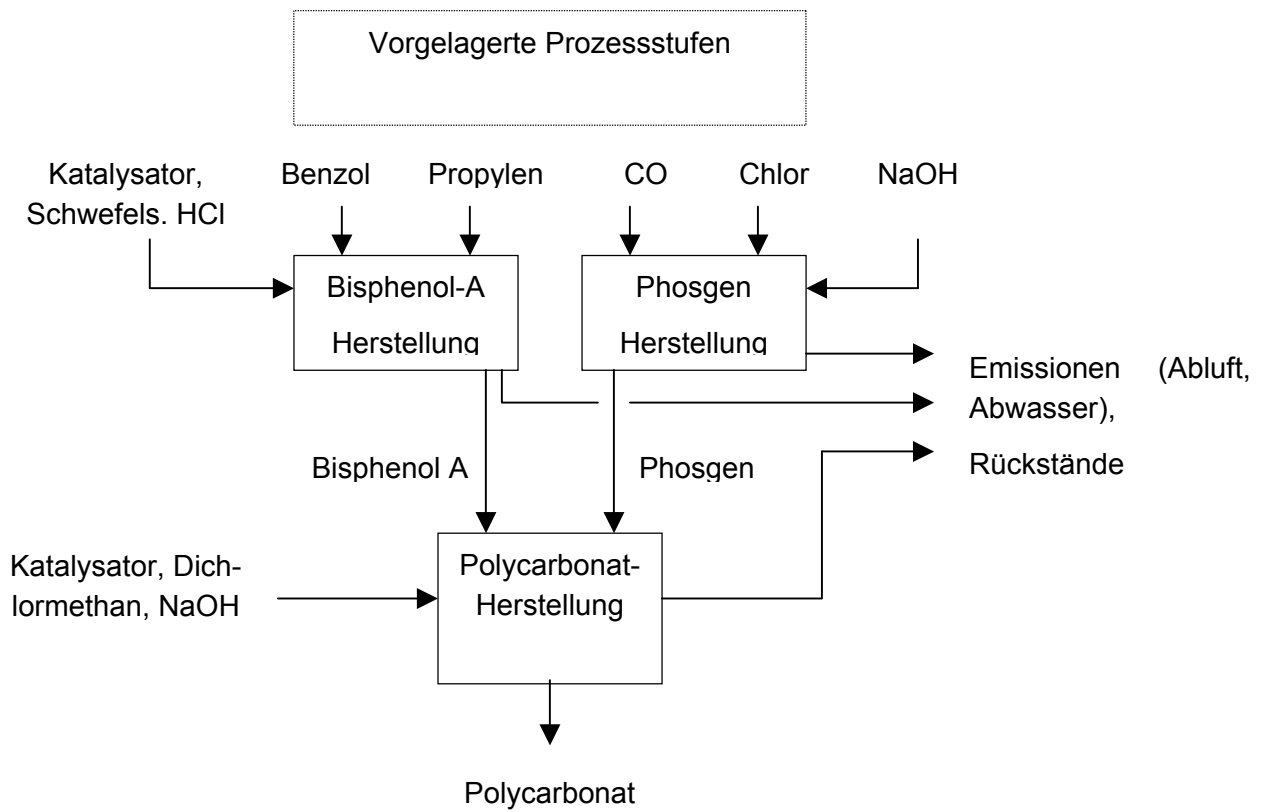 Vorgelagerte Prozessstufen
Katalysator,
Schwefels. HCl
Benzol
Propylen
CO
Chlor
NaOH
Bisphenol-A
Herstellung
Phosgen
Herstellung
Emissionen (Abluft,
Abwasser),
Rückstände
Bisphenol A
Phosgen
Katalysator, Dich-
lormethan, NaOH
Polycarbonat-
Herstellung
Polycarbonat